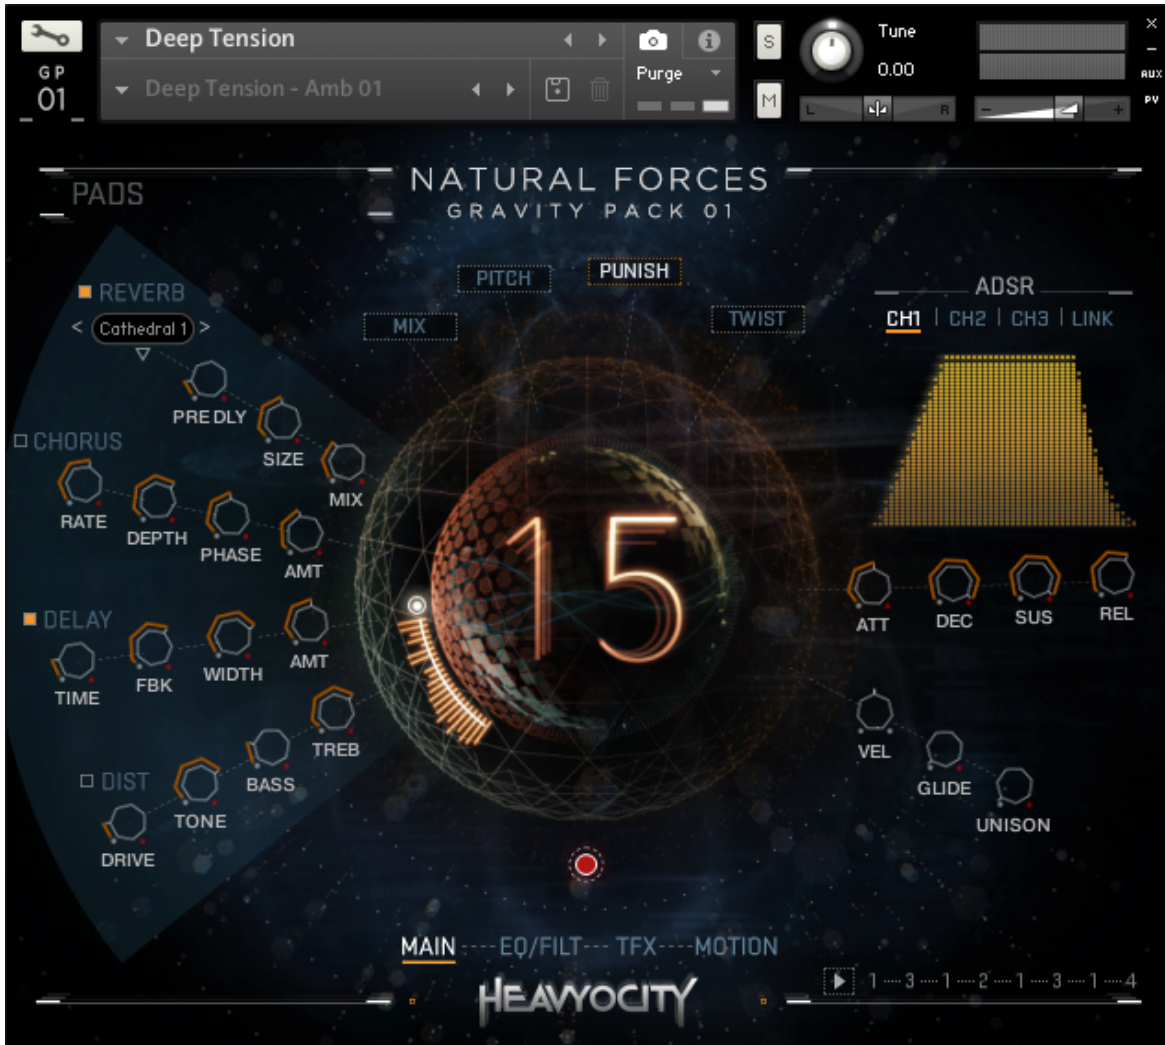 Deep Tension
S
Tune
0.00
×
–
AUX
PV
GP
01
Purge
Deep Tension - Amb 01
M
L
R
-
+
PADS
NATURAL FORCES
GRAVITY PACK 01
PITCH
PUNISH
MIX
TWIST
REVERB
< Cathedral 1 >
PREDLY
SIZE
MIX
ADSR
CH1 | CH2 | CH3 | LINK
CHORUS
RATE
DEPTH
PHASE
AMT
15
DELAY
TIME
FBK
WIDTH
AMT
ATT
DEC
SUS
REL
DIST
DRIVE
TONE
BASS
TREB
VEL
GLIDE
UNISON
MAIN EQ/FILT TFX MOTION
HEAVYOCITY
1 3 1 2 1 3 1 4